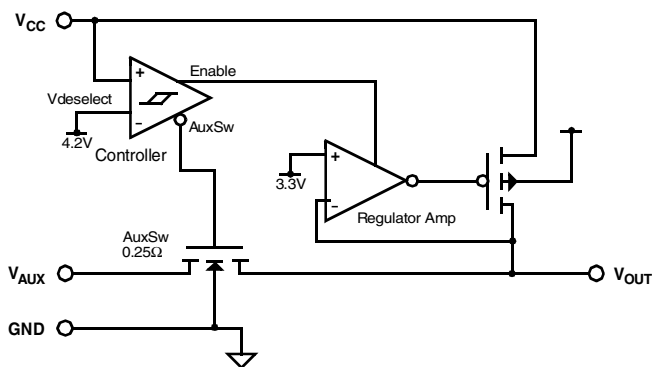 VCC
Enable
+
Vdeselect
−
4.2V
AuxSw
Controller
+
3.3V
−
Regulator Amp
AuxSw
0.25Ω
VAUX
VOUT
GND